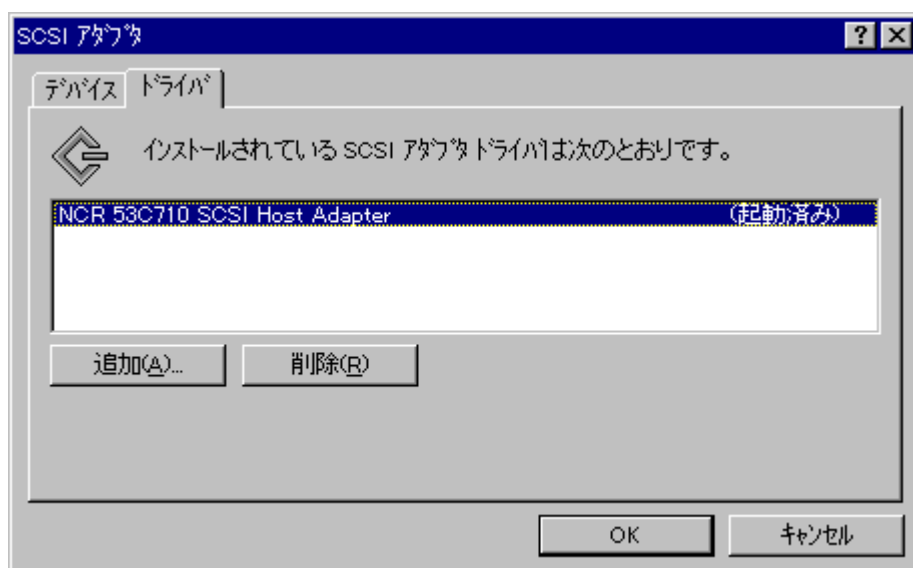 SCSI アダプタ
デバイス ドライバ
インストールされている SCSI アダプタ ドライバは次のとおりです。
NCR 53C710 SCSI Host Adapter (起動済み)
追加(A)... 削除(R)
OK キャンセル